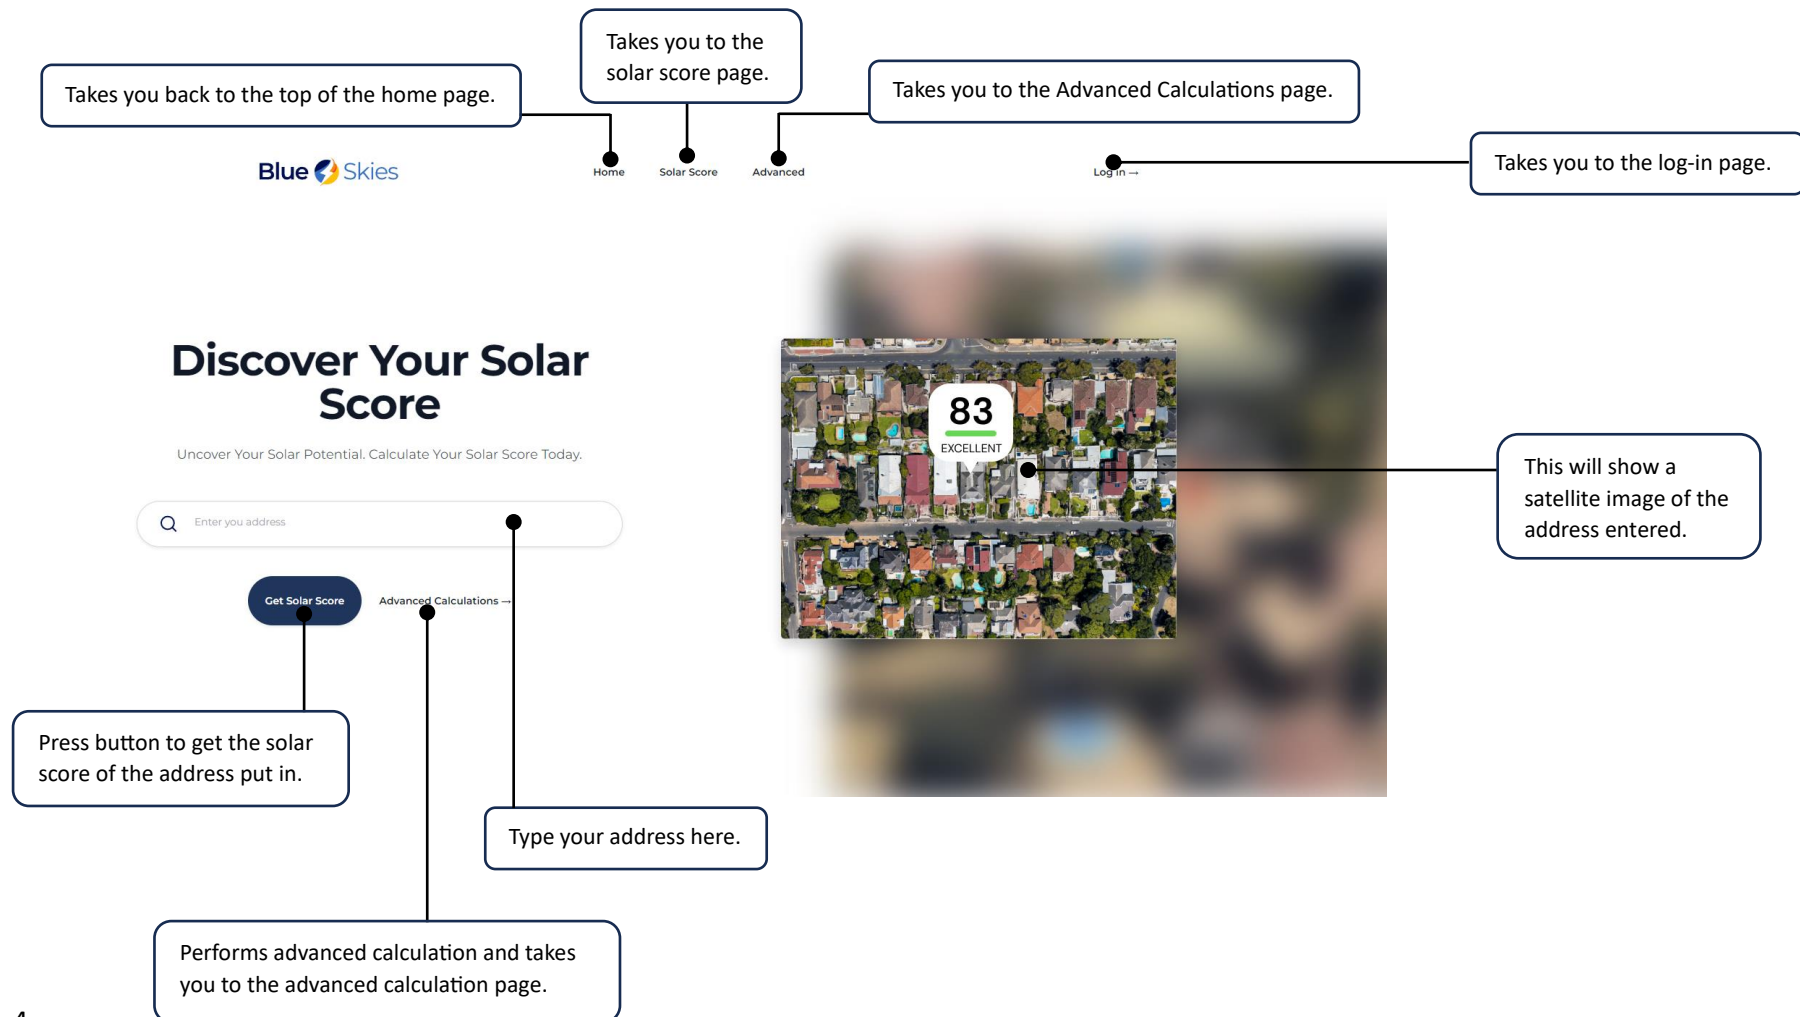 Takes you to the
solar score page.
Takes you back to the top of the home page.
Takes you to the Advanced Calculations page.
Takes you to the log-in page.
Blue Skies
Home
Solar Score
Advanced
Log in →
Discover Your Solar
Score
Uncover Your Solar Potential. Calculate Your Solar Score Today.
Enter you address
Get Solar Score
Advanced Calculations →
83
EXCELLENT
This will show a
satellite image of the
address entered.
Press button to get the solar
score of the address put in.
Type your address here.
Performs advanced calculation and takes
you to the advanced calculation page.
4